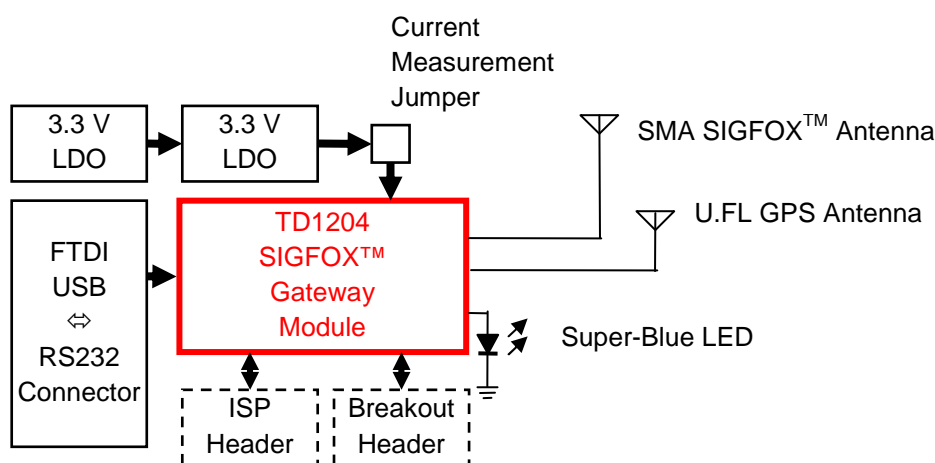 Current
Measurement
Jumper
3.3 V
LDO
3.3 V
LDO
SMA SIGFOX™ Antenna
U.FL GPS Antenna
TD1204
SIGFOX™
Gateway
Module
FTDI
USB
⇔
RS232
Connector
Super-Blue LED
ISP
Header
Breakout
Header